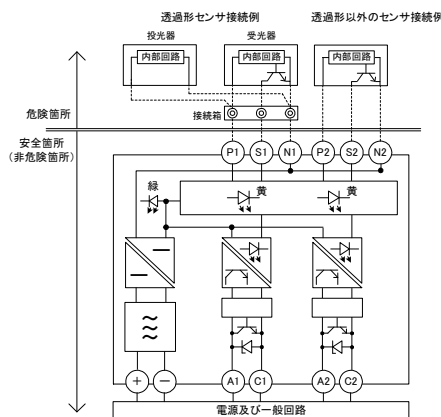 透過形センサ接続例
透過形以外のセンサ接続例
投光器
受光器
内部回路
内部回路
内部回路
接続箱
危険箇所
安全箇所
(非危険箇所)
P1
S1
N1
P2
S2
N2
緑
黄
黄
+
−
A1
C1
A2
C2
電源及び一般回路